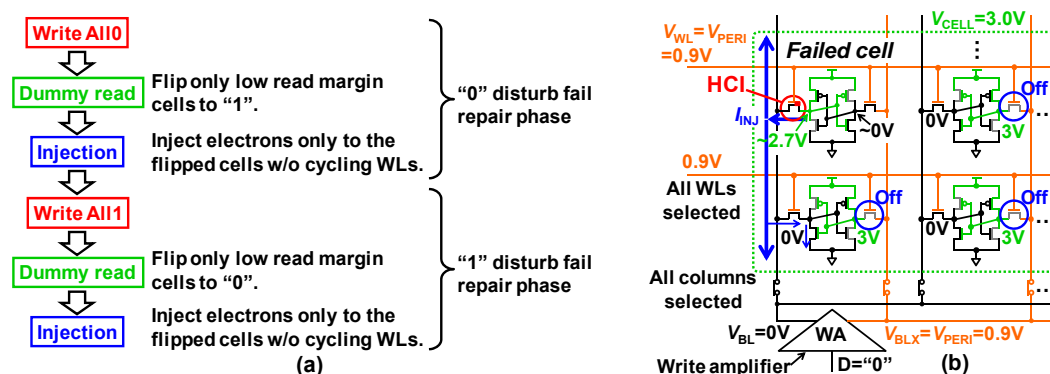 Write All0
Dummy read
Flip only low read margin
cells to “1”.
Injection
Inject electrons only to the
flipped cells w/o cycling WLs.
“0” disturb fail
repair phase
Write All1
Dummy read
Flip only low read margin
cells to “0”.
Injection
Inject electrons only to the
flipped cells w/o cycling WLs.
“1” disturb fail
repair phase
(a)
(b)
VCELL=3.0V
VWL=VPERI
=0.9V
Failed cell
HCI
IINJ
~2.7V
~0V
Off
0V
3V
0.9V
All WLs
selected
Off
0V
3V
Off
0V
3V
All columns
selected
VBL=0V
WA
VBLX=VPERI=0.9V
Write amplifier
D=“0”